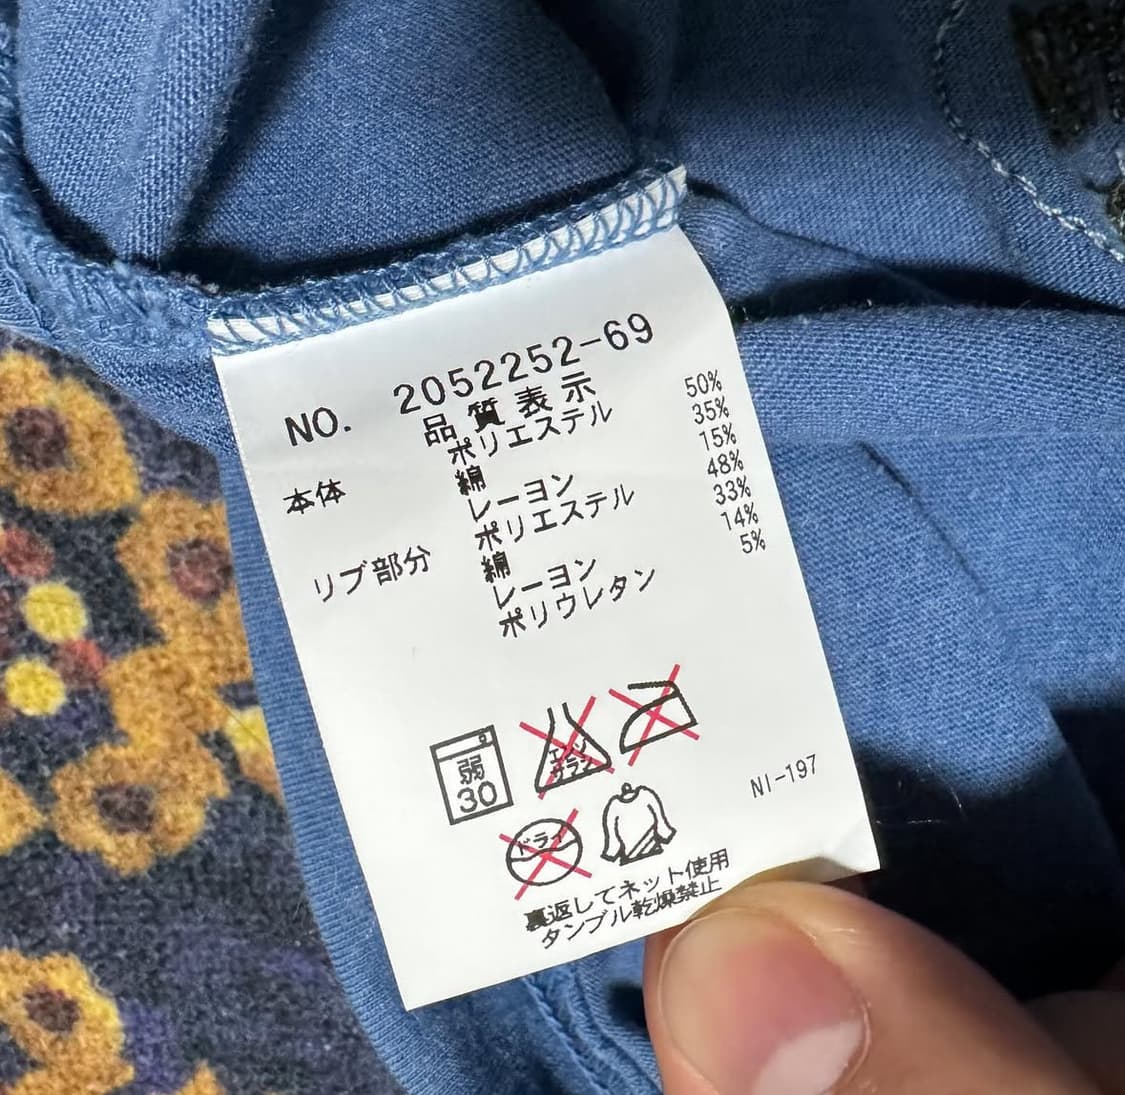 NO. 2052252-69
品質表示
本体 ポリエステル 50%
綿 35%
レーヨン 15%
リブ部分 ポリエステル 48%
綿 33%
レーヨン 14%
ポリウレタン 5%
弱
30
エンソ
サラシ
ドライ
NI-197
裏返してネット使用
タンブル乾燥禁止